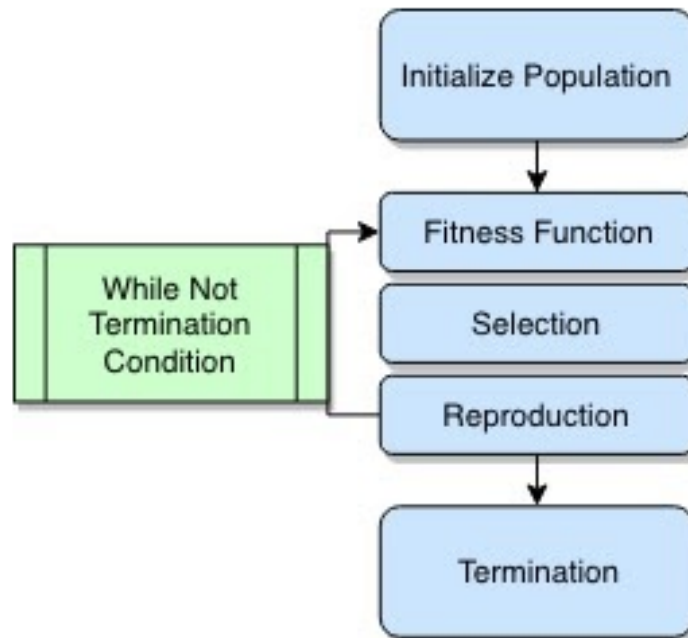 Initialize Population
Fitness Function
While Not
Termination
Condition
Selection
Reproduction
Termination